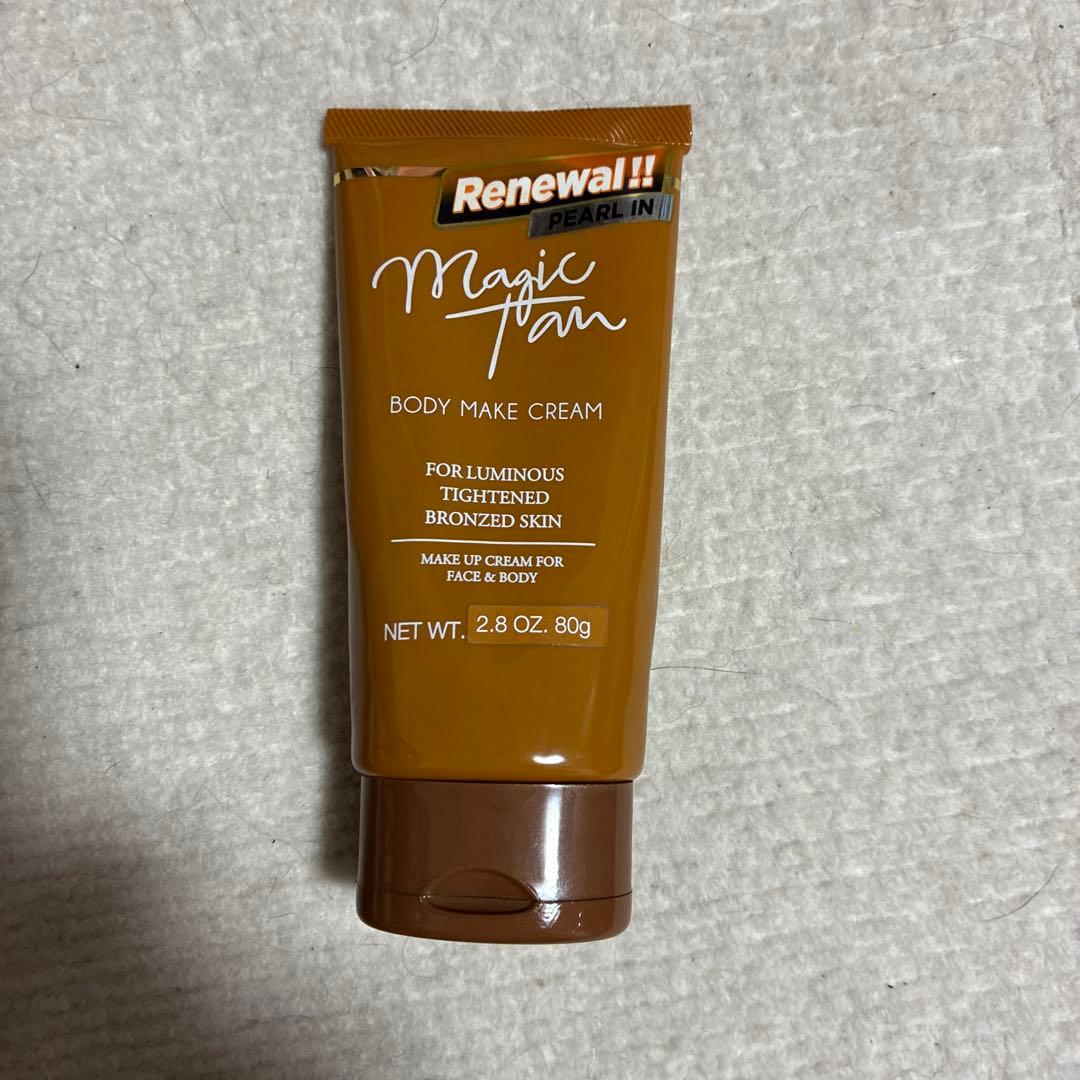 Renewal!!
PEARL IN
Magic
Tan
BODY MAKE CREAM
FOR LUMINOUS
TIGHTENED
BRONZED SKIN
MAKE UP CREAM FOR
FACE & BODY
NET WT. 2.8 OZ. 80g